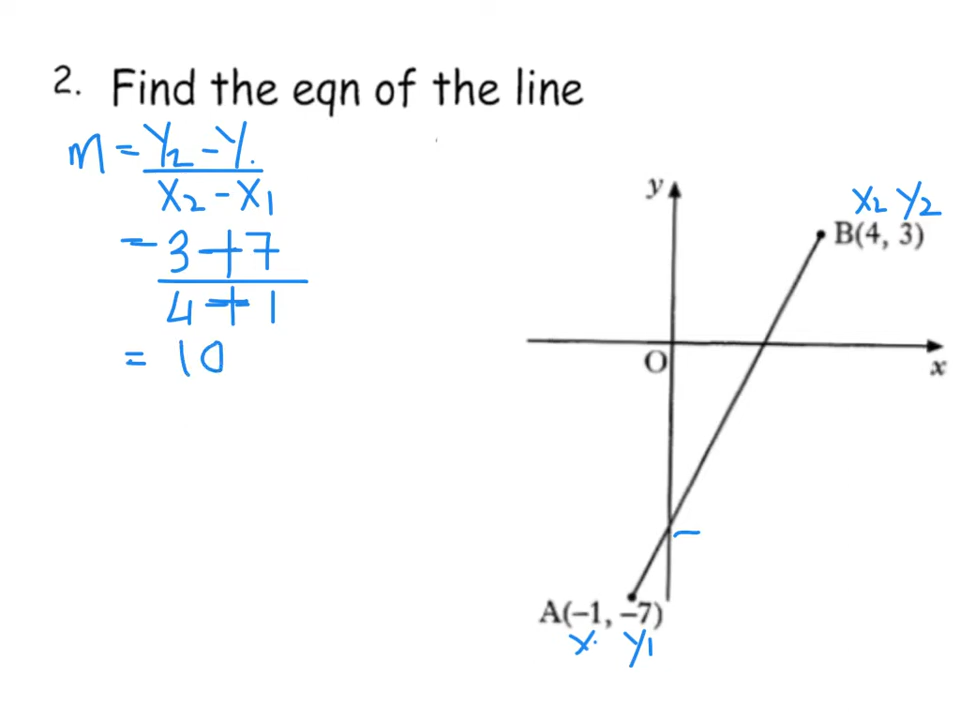 2. Find the eqn of the line
m = y₂ - y₁
x₂ - x₁
= 3 + 7
4 + 1
= 10
y
x₂ y₂
B(4, 3)
O
x
A(–1, –7)
x₁ y₁